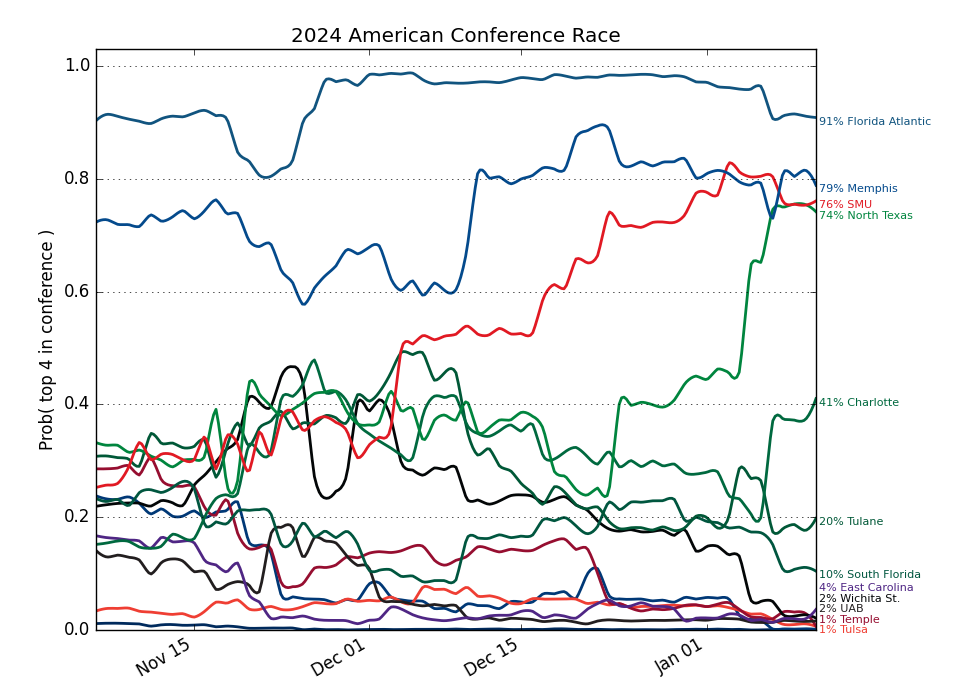 2024 American Conference Race
Prob( top 4 in conference )
1.0
0.8
0.6
0.4
0.2
0.0
Nov 15
Dec 01
Dec 15
Jan 01
91% Florida Atlantic
79% Memphis
76% SMU
74% North Texas
41% Charlotte
20% Tulane
10% South Florida
4% East Carolina
2% Wichita St.
2% UAB
1% Temple
1% Tulsa